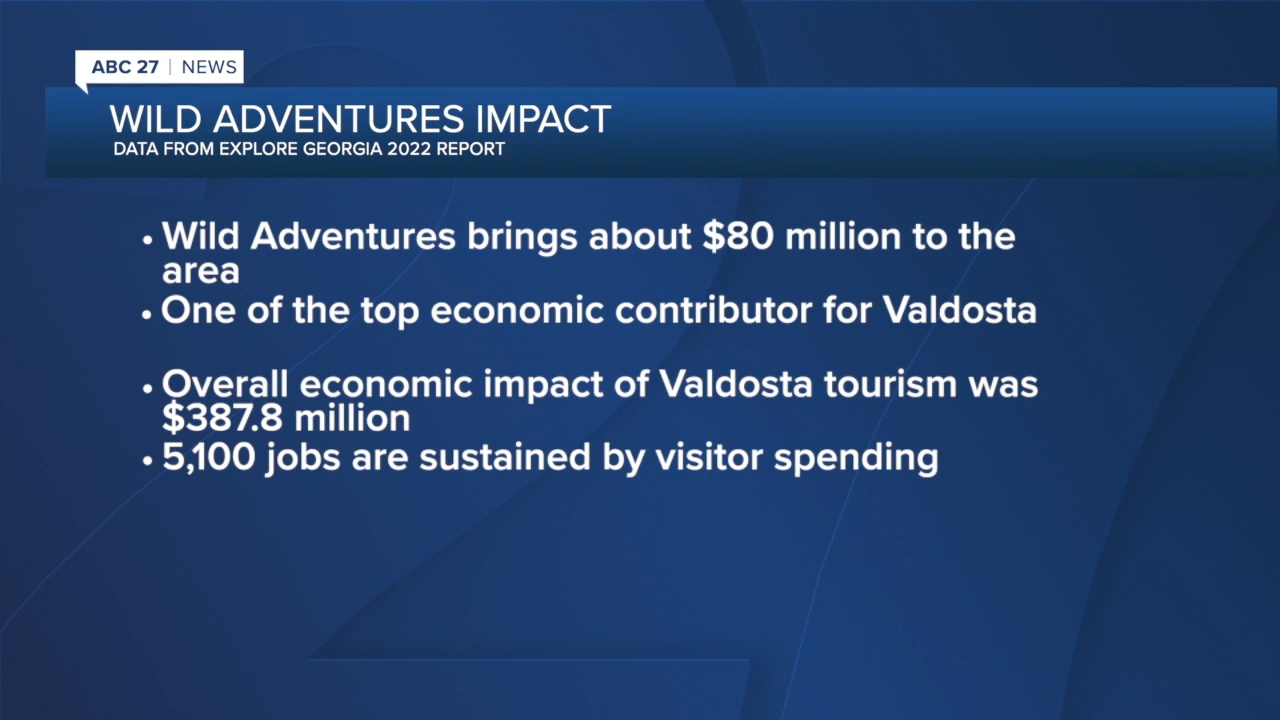 ABC 27 | NEWS
WILD ADVENTURES IMPACT
DATA FROM EXPLORE GEORGIA 2022 REPORT
• Wild Adventures brings about $80 million to the
area
• One of the top economic contributor for Valdosta
• Overall economic impact of Valdosta tourism was
$387.8 million
• 5,100 jobs are sustained by visitor spending